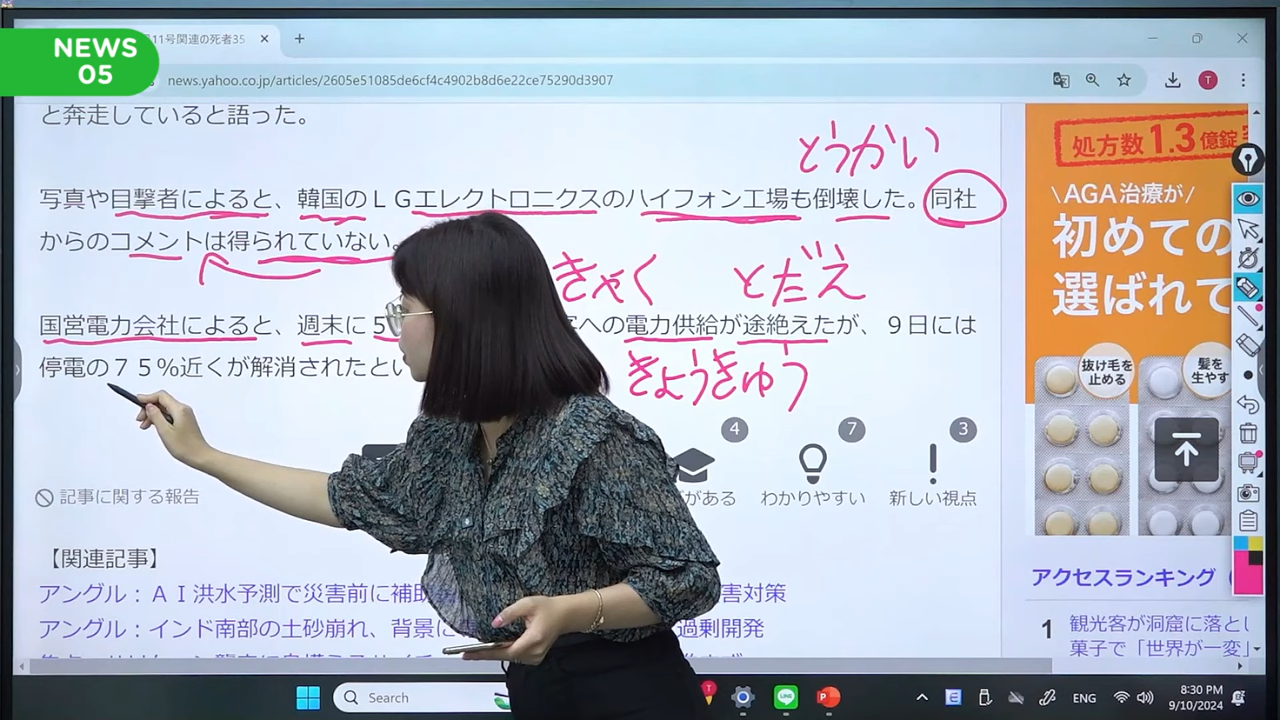 NEWS
05
11号関連の死者35
news.yahoo.co.jp/articles/2605e51085de6cf4c4902b8d6e22ce75290d3907
T
と奔走していると語った。
とうかい
写真や目撃者によると、韓国のＬＧエレクトロニクスのハイフォン工場も倒壊した。同社
からのコメントは得られていない。
きゃく とだえ
国営電力会社によると、週末に５ への電力供給が途絶えたが、９日には
停電の７５％近くが解消されたとい
きょうきゅう
4 7 3
がある わかりやすい 新しい視点
記事に関する報告
【関連記事】
アングル：ＡＩ洪水予測で災害前に補助 害対策
アングル：インド南部の土砂崩れ、背景に 過剰開発
処方数1.3億錠
\AGA治療が/
初めての
選ばれて
抜け毛を
止める
髪を
生やす
アクセスランキング
1 観光客が洞窟に落とし
菓子で「世界が一変」
Search
ENG
8:30 PM
9/10/2024